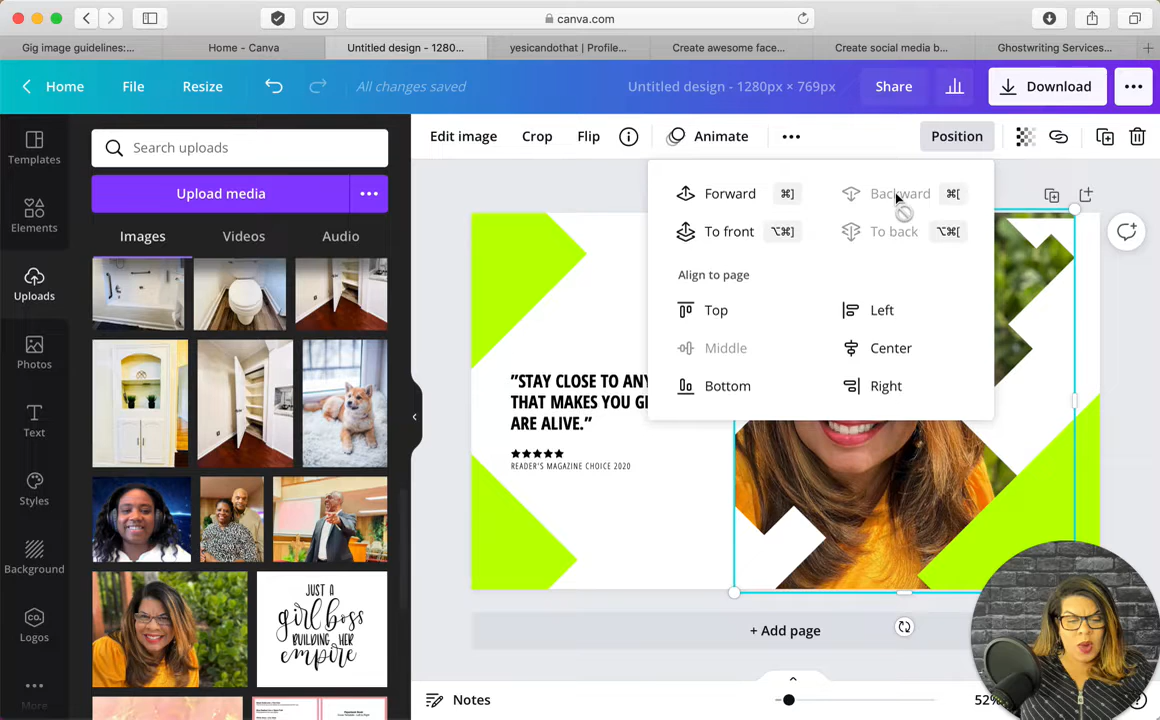 canva.com
Gig image guidelines:...
Home - Canva
Untitled design - 1280...
yesicandothat | Profile...
Create awesome face...
Create social media b...
Ghostwriting Services...
Home
File
Resize
All changes saved
Untitled design - 1280px × 769px
Share
Download
Templates
Elements
Uploads
Photos
Text
Styles
Background
CO.
Logos
More
Search uploads
Upload media
Images
Videos
Audio
JUST A
girl boss
BUILDING HER
empire
Edit image
Crop
Flip
Animate
Position
Forward
⌘]
Backward
⌘[
To front
⌥⌘]
To back
⌥⌘[
Align to page
Top
Left
Middle
Center
Bottom
Right
"STAY CLOSE TO ANY
THAT MAKES YOU GL
ARE ALIVE."
READER'S MAGAZINE CHOICE 2020
+ Add page
Notes
52%